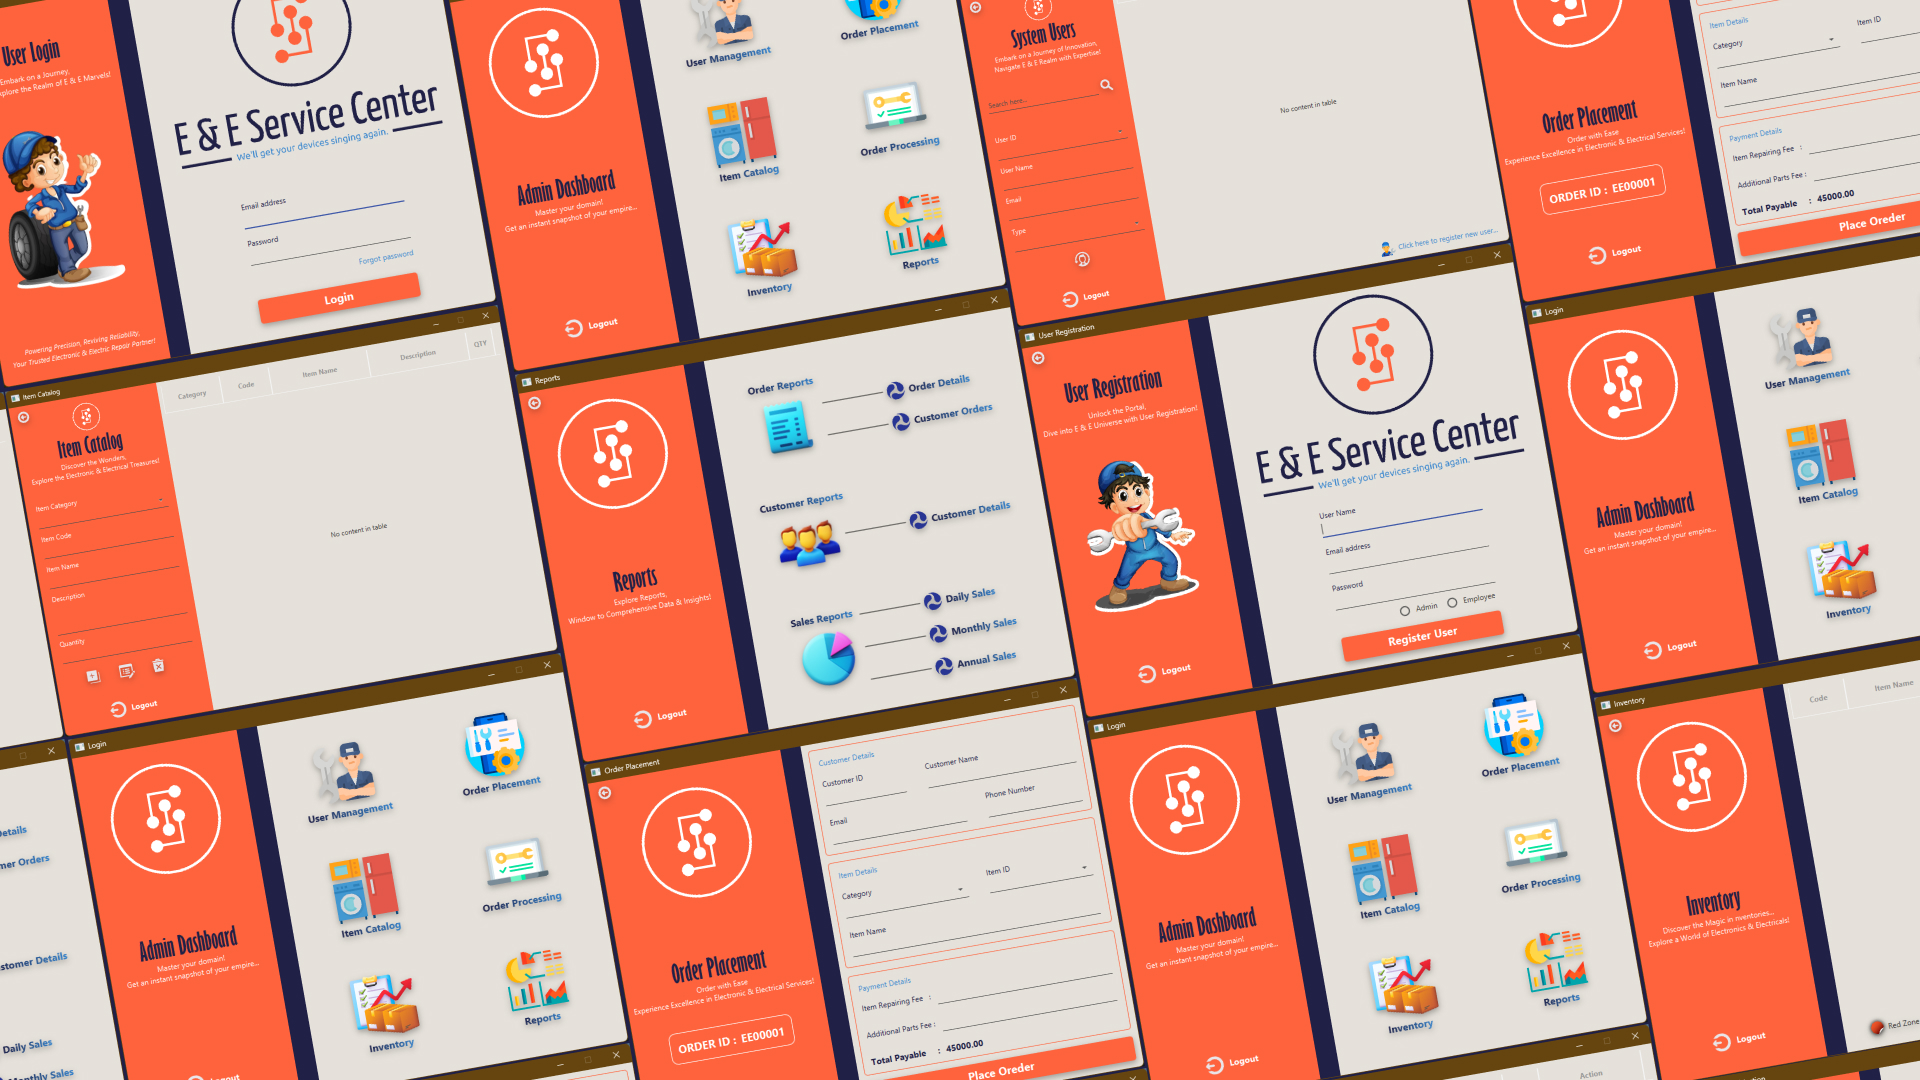 User Login
Embark on a Journey,
xplore the Realm of E & E Marvels!
Powering Precision, Reviving Reliability,
Your Trusted Electronic & Electric Repair Partner!
E & E Service Center
We'll get your devices singing again.
Email address
Password
Forgot password
Login
Admin Dashboard
Master your domain!
Get an instant snapshot of your empire...
Logout
User Management
Order Placement
Item Catalog
Order Processing
Inventory
Reports
System Users
Embark on a Journey of Innovation,
Navigate E & E Realm with Expertise!
Search here...
User ID
User Name
Email
Type
Logout
No content in table
Click here to register new user...
Order Placement
Order with Ease
Experience Excellence in Electronic & Electrical Services!
ORDER ID : EE00001
Logout
Item Details
Category
Item ID
Item Name
Payment Details
Item Repairing Fee :
Additional Parts Fee :
Total Payable : 45000.00
Place Oreder
Item Catalog
Item Catalog
Discover the Wonders,
Explore the Electronic & Electrical Treasures!
Item Category
Item Code
Item Name
Description
Quantity
Logout
Category
Code
Item Name
Description
QTY
No content in table
Reports
Reports
Explore Reports,
Window to Comprehensive Data & Insights!
Logout
Order Reports
Order Details
Customer Orders
Customer Reports
Customer Details
Sales Reports
Daily Sales
Monthly Sales
Annual Sales
User Registration
User Registration
Unlock the Portal,
Dive into E & E Universe with User Registration!
Logout
E & E Service Center
We'll get your devices singing again.
User Name
Email address
Password
Admin
Employee
Register User
Login
Admin Dashboard
Master your domain!
Get an instant snapshot of your empire...
Logout
User Management
Item Catalog
Inventory
etails
mer Orders
stomer Details
Daily Sales
Monthly Sales
Login
Admin Dashboard
Master your domain!
Get an instant snapshot of your empire...
Logout
User Management
Order Placement
Item Catalog
Order Processing
Inventory
Reports
Order Placement
Order Placement
Order with Ease
Experience Excellence in Electronic & Electrical Services!
ORDER ID : EE00001
Customer Details
Customer ID
Customer Name
Email
Phone Number
Item Details
Category
Item ID
Item Name
Payment Details
Item Repairing Fee :
Additional Parts Fee :
Total Payable : 45000.00
Place Oreder
Login
Admin Dashboard
Master your domain!
Get an instant snapshot of your empire...
Logout
User Management
Order Placement
Item Catalog
Order Processing
Inventory
Reports
Inventory
Inventory
Discover the Magic in nventories...
Explore a World of Electronics & Electricals!
Logout
Code
Item Name
Red Zone
Action